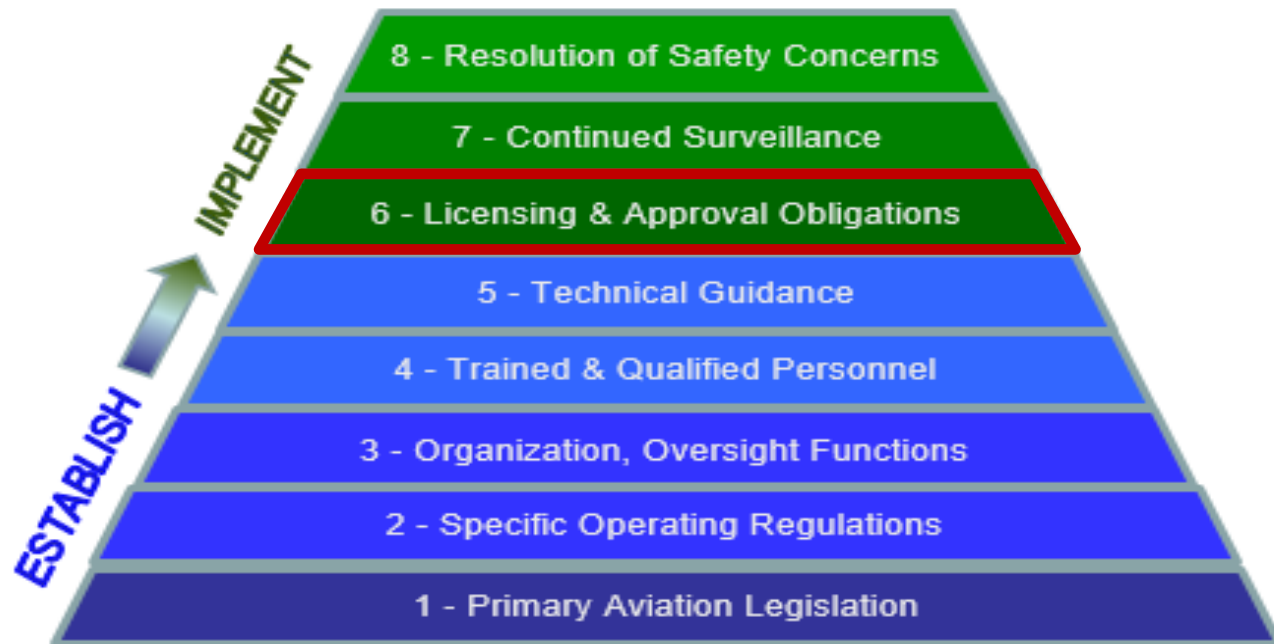 8 - Resolution of Safety Concerns
7 - Continued Surveillance
6 - Licensing & Approval Obligations
5 - Technical Guidance
4 - Trained & Qualified Personnel
3 - Organization, Oversight Functions
2 - Specific Operating Regulations
1 - Primary Aviation Legislation
IMPLEMENT
ESTABLISH